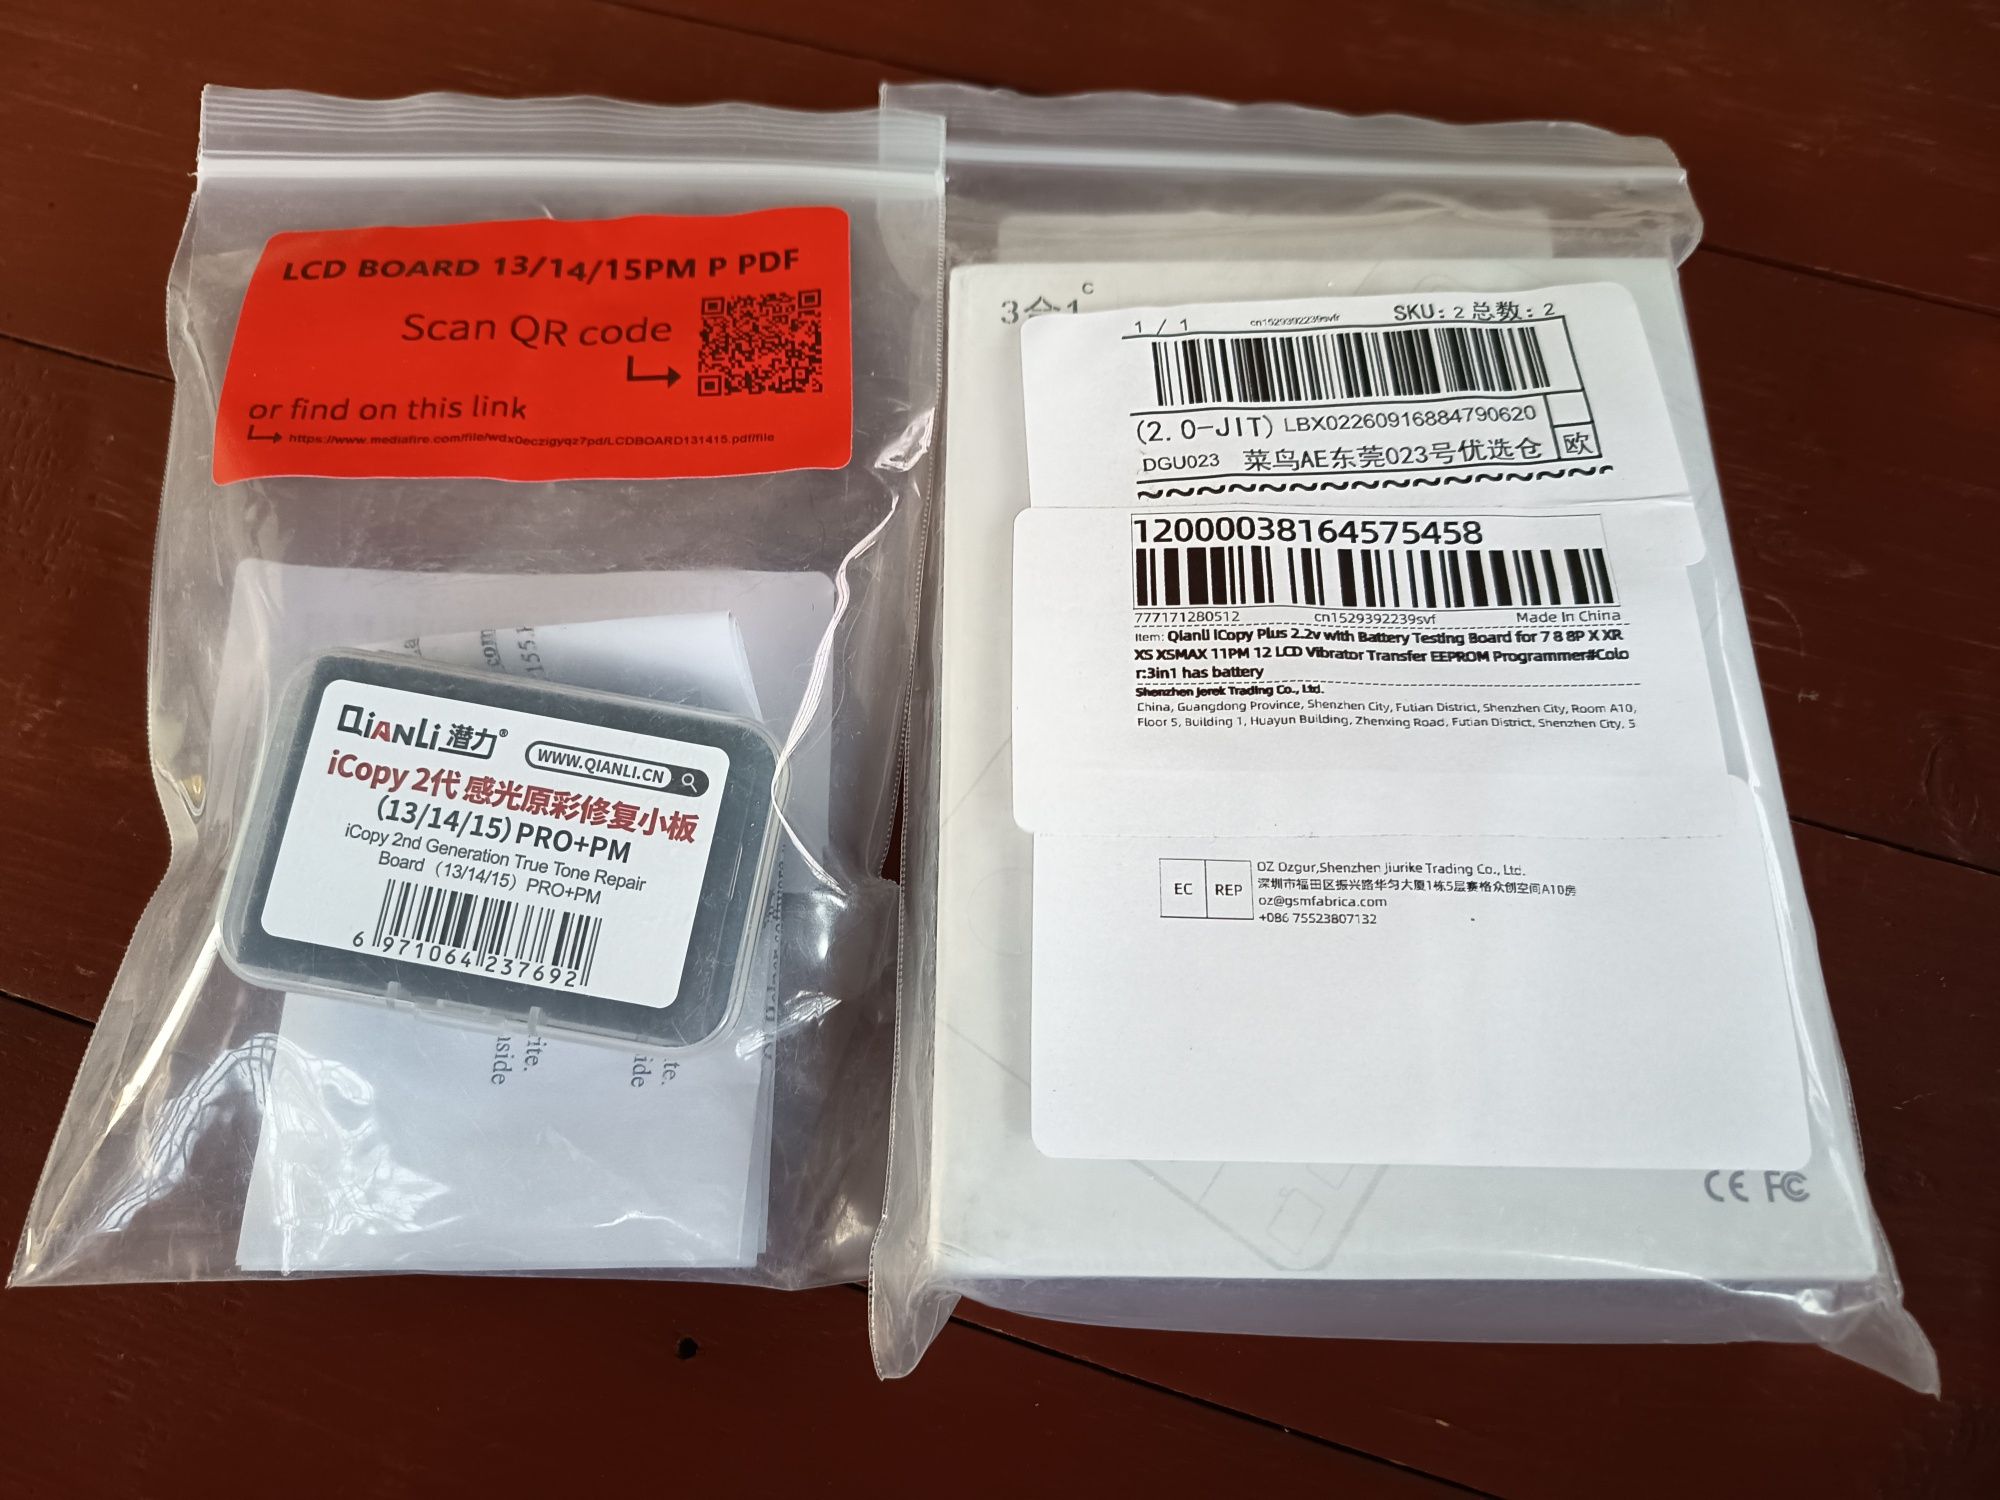 LCD BOARD 13/14/15PM P PDF
Scan QR code
or find on this link
https://www.mediafire.com/file/wdx0eczigyqz7pd/LCDBOARD131415.pdf/file
com
155.
QIANLI 潜力®
WWW.QIANLI.CN
iCopy 2代 感光原彩修复小板
(13/14/15) PRO+PM
iCopy 2nd Generation True Tone Repair
Board（13/14/15）PRO+PM
6 971064 237692
ite.
nside
te.
ide
3合1
C
1 / 1
cn1529392239svfr
SKU: 2 总数: 2
(2.0-JIT) LBX02260916884790620
DGU023 菜鸟AE东莞023号优选仓
欧
12000038164575458
777171280512 cn1529392239svf Made In China
Item: Qianli iCopy Plus 2.2v with Battery Testing Board for 7 8 8P X XR
XS XSMAX 11PM 12 LCD Vibrator Transfer EEPROM Programmer#Colo
r:3in1 has battery
Shenzhen Jerek Trading Co., Ltd.
China, Guangdong Province, Shenzhen City, Futian District, Shenzhen City, Room A10,
Floor 5, Building 1, Huayun Building, Zhenxing Road, Futian District, Shenzhen City, 5
EC REP
OZ Ozgur,Shenzhen Jiurike Trading Co., Ltd.
深圳市福田区振兴路华匀大厦1栋5层赛格众创空间A10房
oz@gsmfabrica.com
+086 75523807132
CE FC